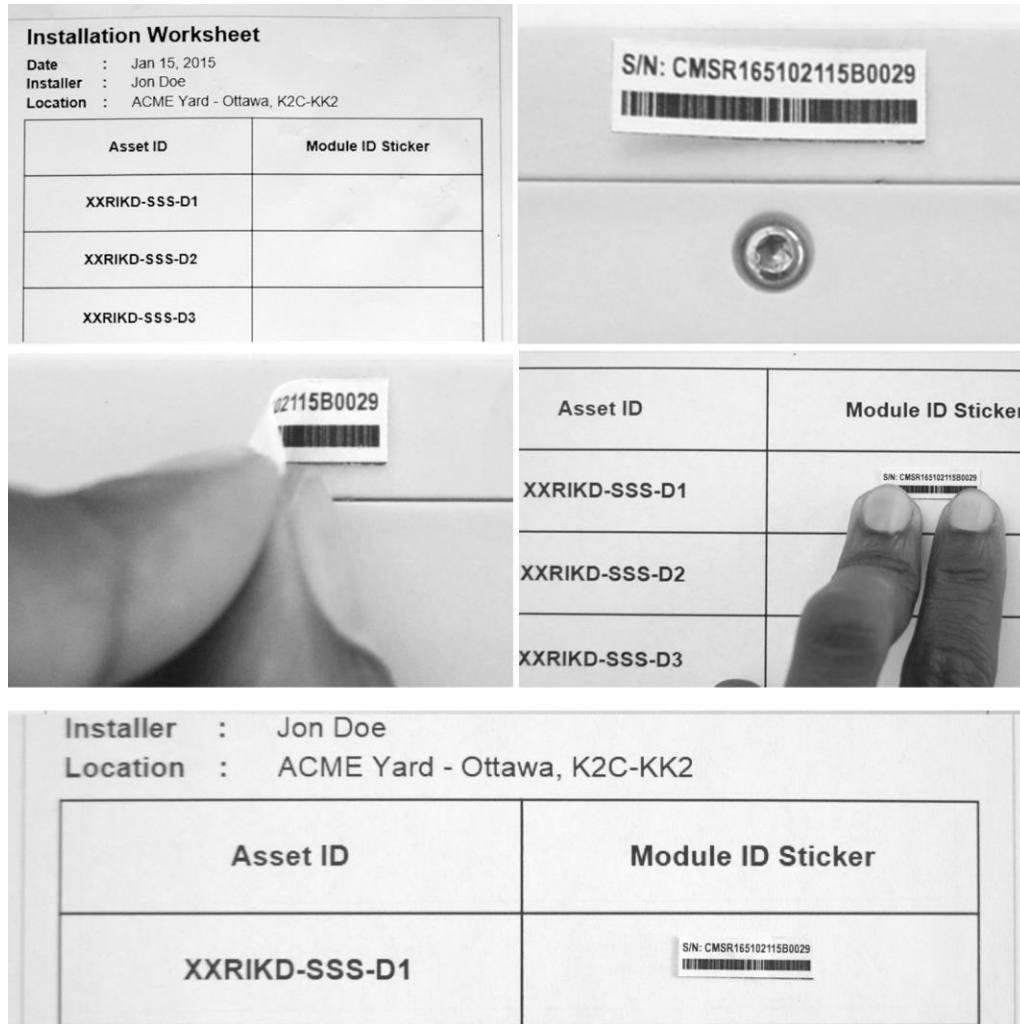 Installation Worksheet
Date : Jan 15, 2015
Installer : Jon Doe
Location : ACME Yard - Ottawa, K2C-KK2
Asset ID Module ID Sticker
XXRIKD-SSS-D1
XXRIKD-SSS-D2
XXRIKD-SSS-D3
S/N: CMSR165102115B0029
02115B0029
Asset ID Module ID Sticker
XXRIKD-SSS-D1 S/N: CMSR165102115B0029
XXRIKD-SSS-D2
XXRIKD-SSS-D3
Installer : Jon Doe
Location : ACME Yard - Ottawa, K2C-KK2
Asset ID Module ID Sticker
XXRIKD-SSS-D1 S/N: CMSR165102115B0029